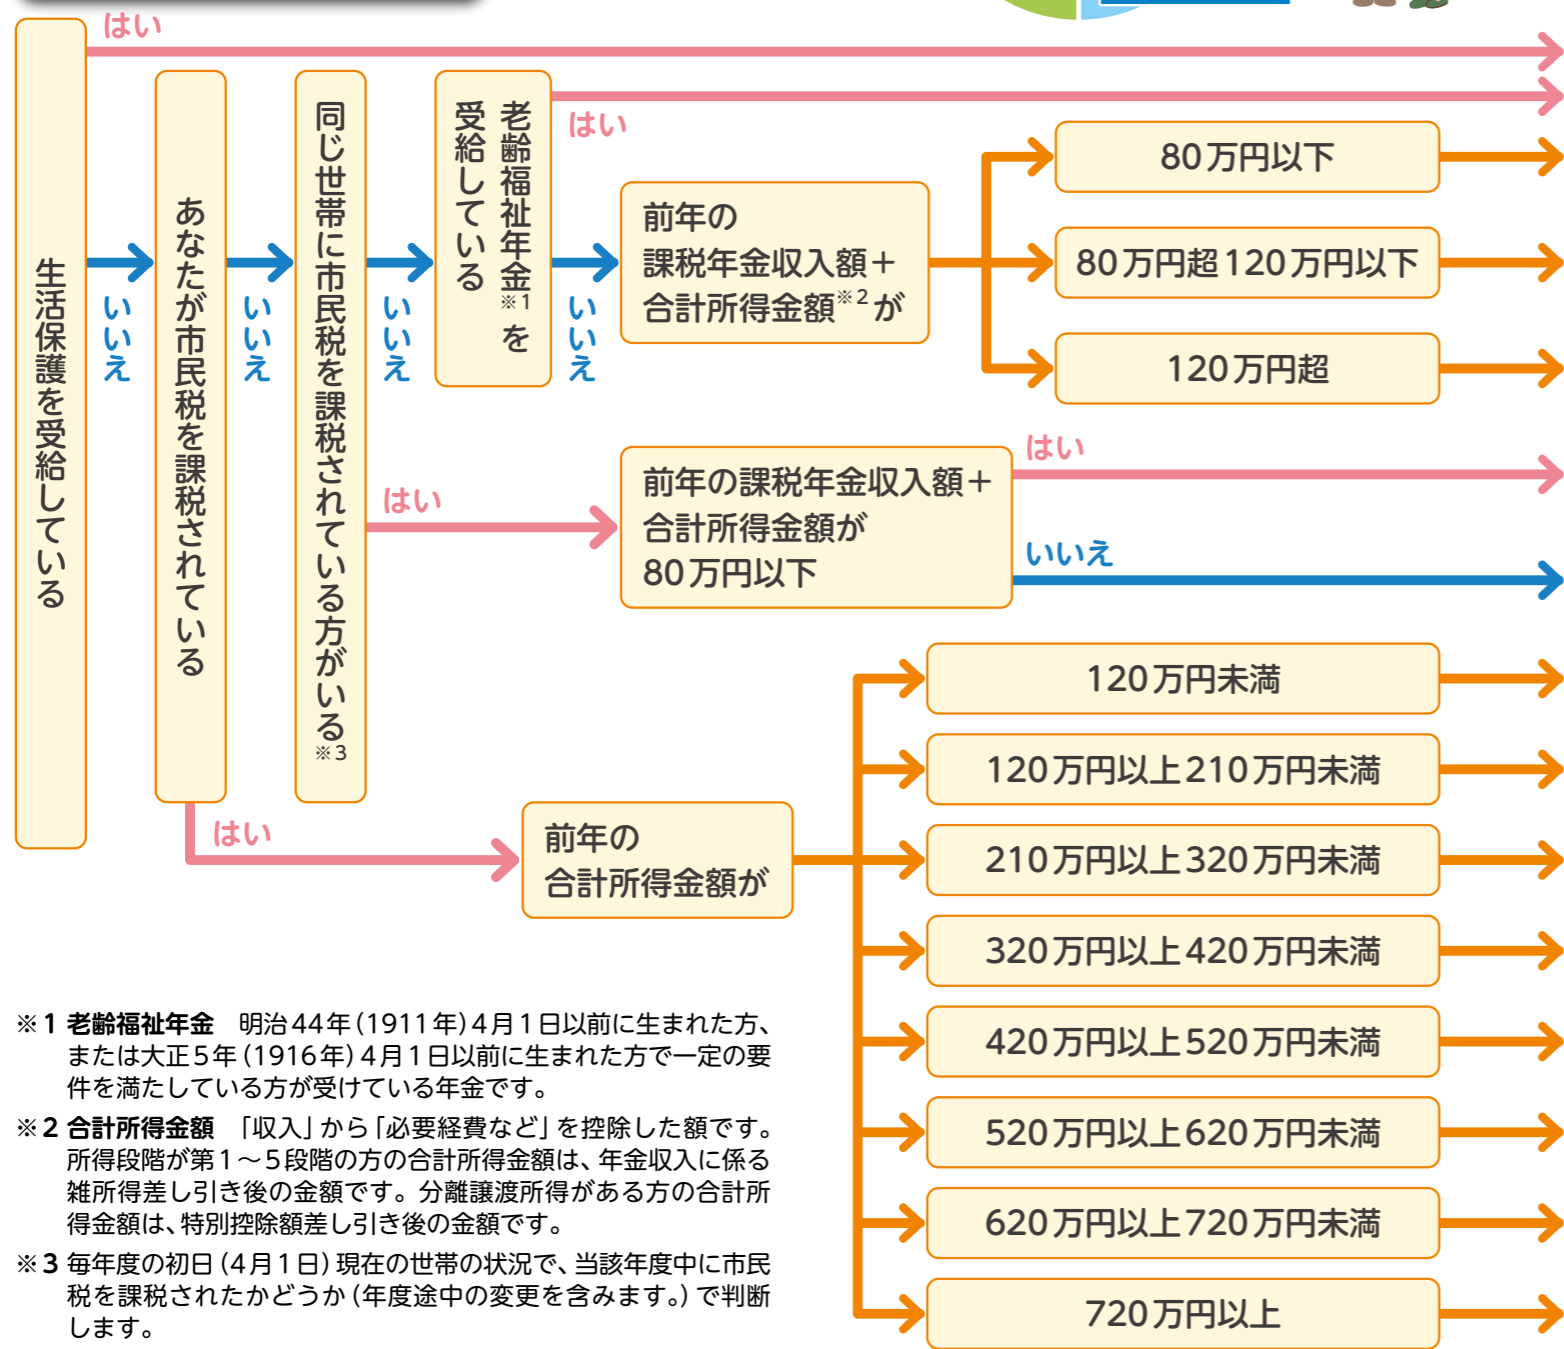 はい
生活保護を受給している
いいえ
あなたが市民税を課税されている
いいえ
同じ世帯に市民税を課税されている方がいる※3
いいえ
老齢福祉年金※1を
受給している
はい
いいえ
前年の
課税年金収入額＋
合計所得金額※2が
80万円以下
80万円超120万円以下
120万円超
はい
前年の課税年金収入額＋
合計所得金額が
80万円以下
はい
いいえ
はい
前年の
合計所得金額が
120万円未満
120万円以上210万円未満
210万円以上320万円未満
320万円以上420万円未満
420万円以上520万円未満
520万円以上620万円未満
620万円以上720万円未満
720万円以上
※1 老齢福祉年金　明治44年(1911年)4月1日以前に生まれた方、
または大正5年(1916年)4月1日以前に生まれた方で一定の要
件を満たしている方が受けている年金です。
※2 合計所得金額　「収入」から「必要経費など」を控除した額です。
所得段階が第1～5段階の方の合計所得金額は、年金収入に係る
雑所得差し引き後の金額です。分離譲渡所得がある方の合計所
得金額は、特別控除額差し引き後の金額です。
※3 毎年度の初日(4月1日)現在の世帯の状況で、当該年度中に市民
税を課税されたかどうか(年度途中の変更を含みます。)で判断
します。